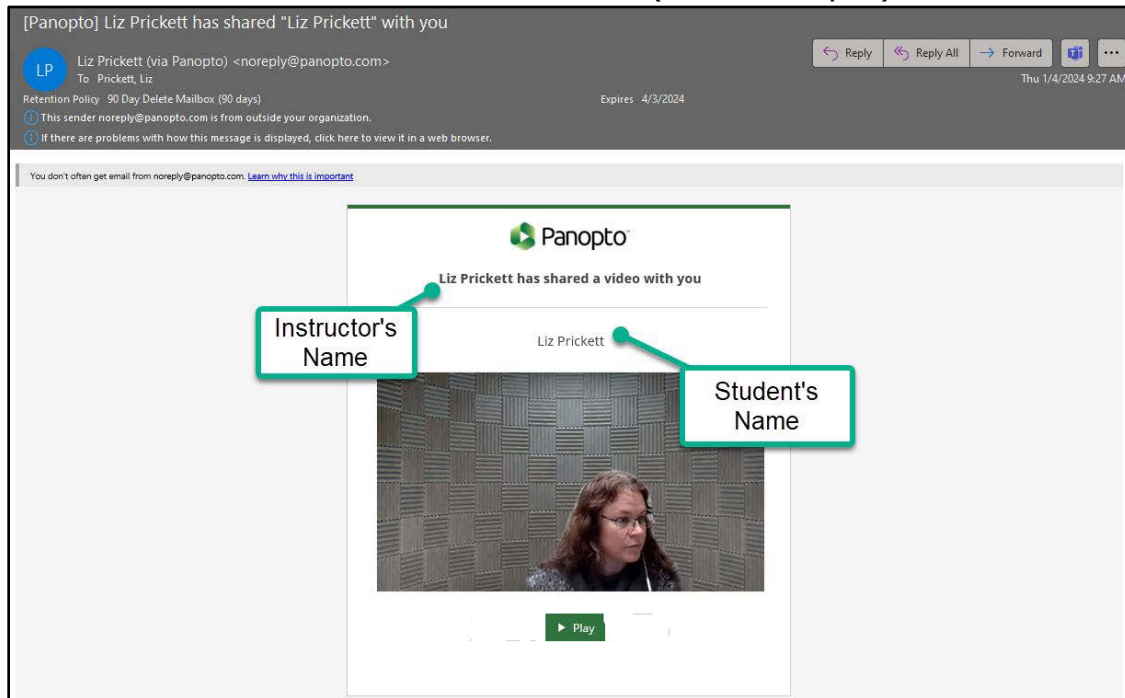 [Panopto] Liz Prickett has shared "Liz Prickett" with you
LP
Liz Prickett (via Panopto) <noreply@panopto.com>
To Prickett, Liz
Reply
Reply All
Forward
Thu 1/4/2024 9:27 AM
Retention Policy 90 Day Delete Mailbox (90 days)
Expires 4/3/2024
This sender noreply@panopto.com is from outside your organization.
If there are problems with how this message is displayed, click here to view it in a web browser.
You don't often get email from noreply@panopto.com. Learn why this is important
Panopto
Liz Prickett has shared a video with you
Instructor's
Name
Liz Prickett
Student's
Name
Play